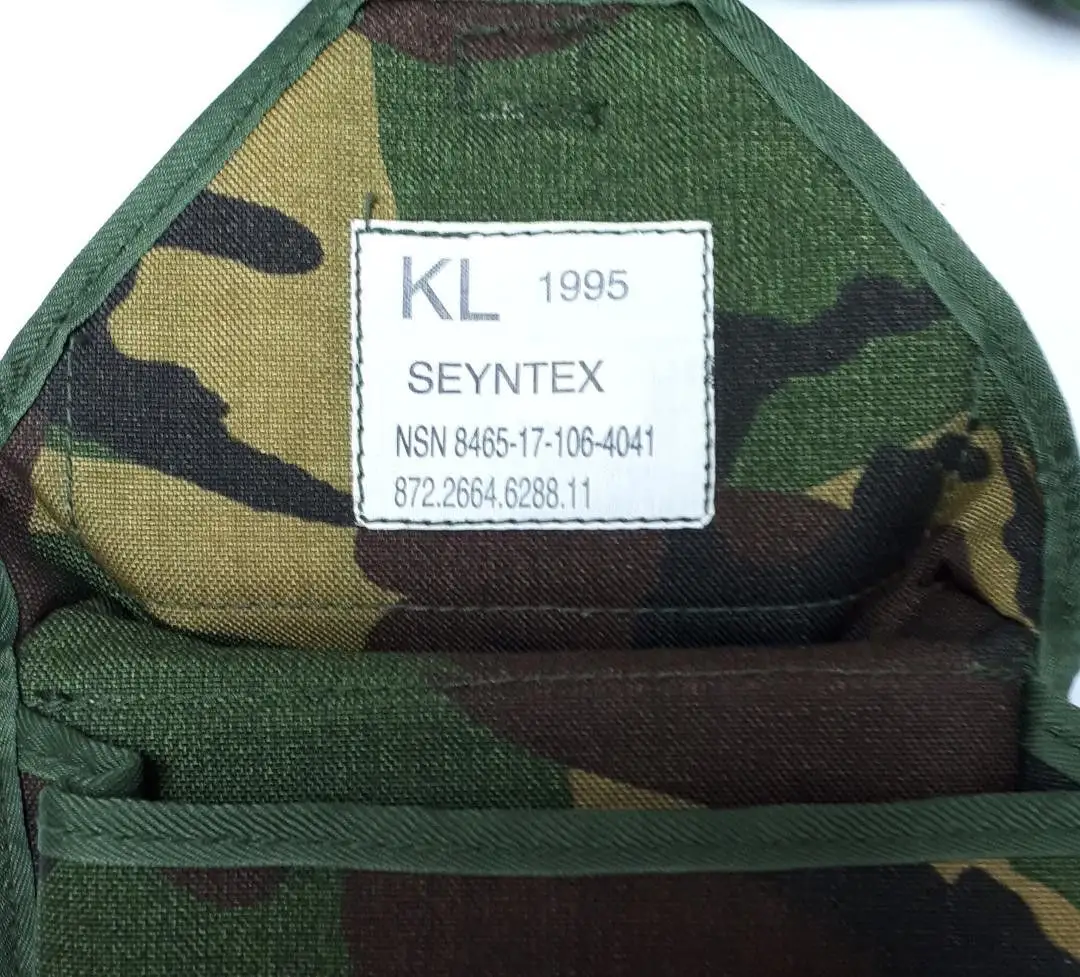 KL 1995
SEYNTEX
NSN 8465-17-106-4041
872.2664.6288.11